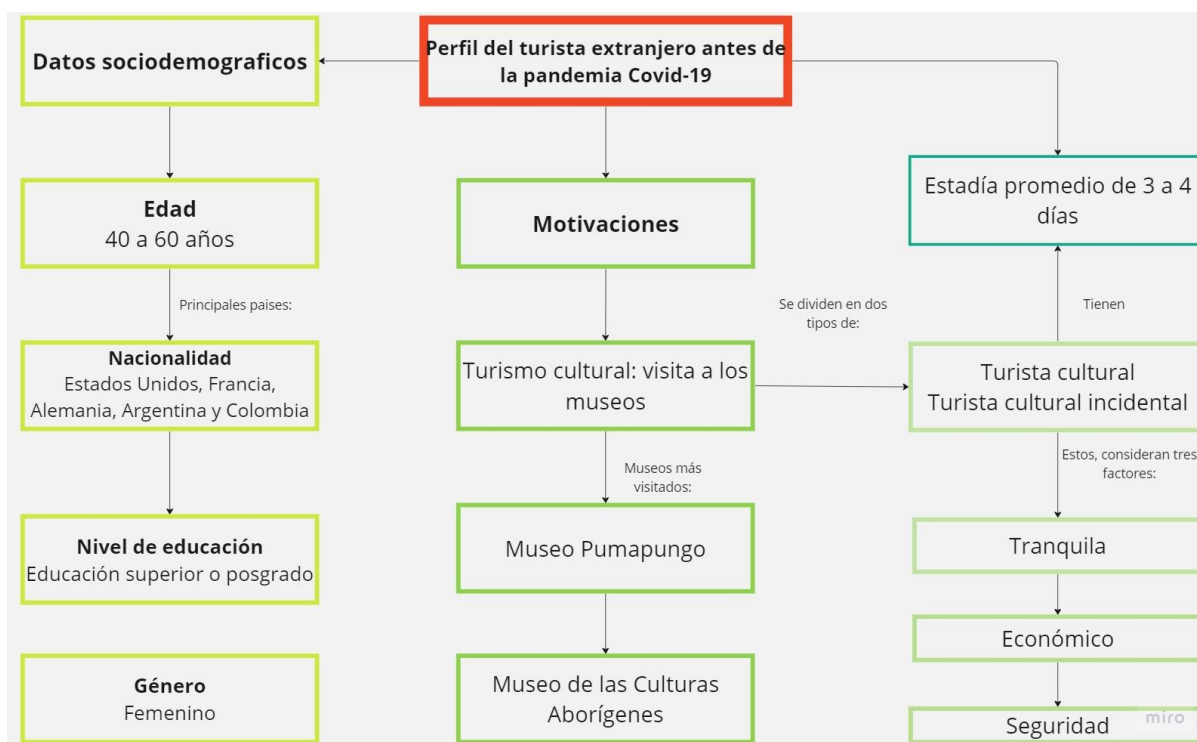 Datos sociodemograficos
Perfil del turista extranjero antes de
la pandemia Covid-19
Edad
40 a 60 años
Motivaciones
Estadía promedio de 3 a 4
días
Principales paises:
Se dividen en dos
tipos de:
Tienen
Nacionalidad
Estados Unidos, Francia,
Alemania, Argentina y Colombia
Turismo cultural: visita a los
museos
Turista cultural
Turista cultural incidental
Museos más
visitados:
Estos, consideran tres
factores:
Nivel de educación
Educación superior o posgrado
Museo Pumapungo
Tranquila
Económico
Género
Femenino
Museo de las Culturas
Aborígenes
Seguridad
miro